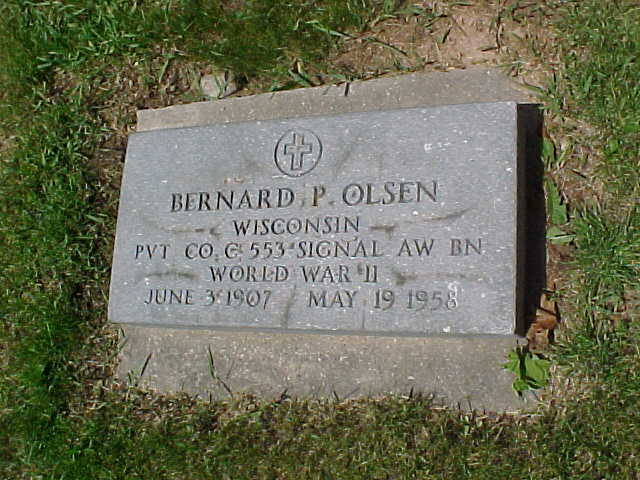 BERNARD P. OLSEN
WISCONSIN
PVT CO C 553 SIGNAL AW BN
WORLD WAR II
JUNE 3 1907 MAY 19 1958